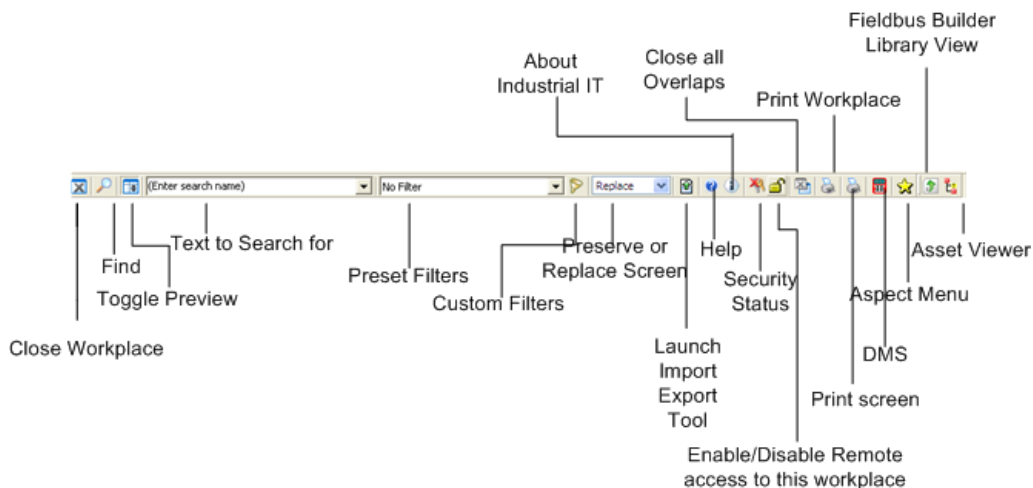 Fieldbus Builder
Library View
About
Industrial IT
Close all
Overlaps
Print Workplace
(Enter search name)
No Filter
Replace
Text to Search for
Find
Toggle Preview
Close Workplace
Preset Filters
Custom Filters
Preserve or
Replace Screen
Help
Security
Status
Asset Viewer
Aspect Menu
Launch
Import
Export
Tool
DMS
Print screen
Enable/Disable Remote
access to this workplace